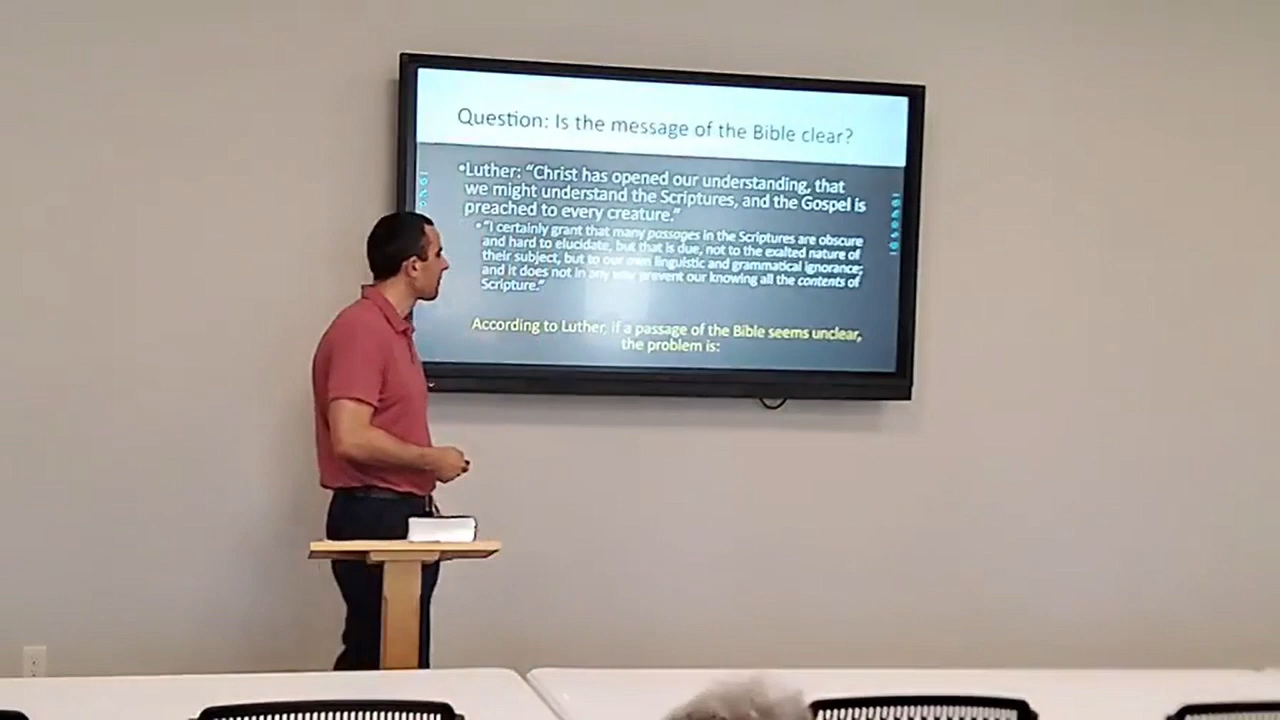 Question: Is the message of the Bible clear?
•Luther: “Christ has opened our understanding, that
we might understand the Scriptures, and the Gospel is
preached to every creature.”
•“I certainly grant that many passages in the Scriptures are obscure
and hard to elucidate, but that is due, not to the exalted nature of
their subject, but to our own linguistic and grammatical ignorance;
and it does not in any way prevent our knowing all the contents of
Scripture.”
According to Luther, if a passage of the Bible seems unclear,
the problem is: